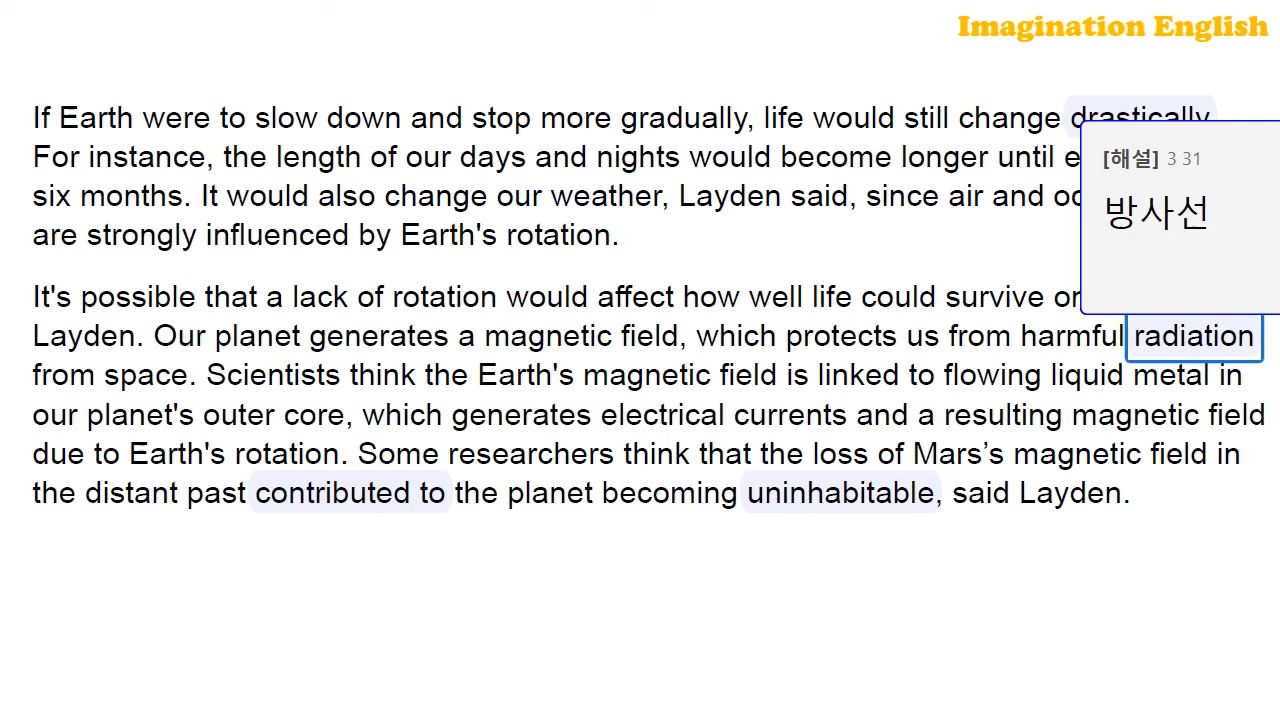 Imagination English
If Earth were to slow down and stop more gradually, life would still change drastically.
For instance, the length of our days and nights would become longer until
six months. It would also change our weather, Layden said, since air and
are strongly influenced by Earth's rotation.
It's possible that a lack of rotation would affect how well life could survive
Layden. Our planet generates a magnetic field, which protects us from harmful radiation
from space. Scientists think the Earth's magnetic field is linked to flowing liquid metal in
our planet's outer core, which generates electrical currents and a resulting magnetic field
due to Earth's rotation. Some researchers think that the loss of Mars’s magnetic field in
the distant past contributed to the planet becoming uninhabitable, said Layden.
[해설] 3 31
방사선